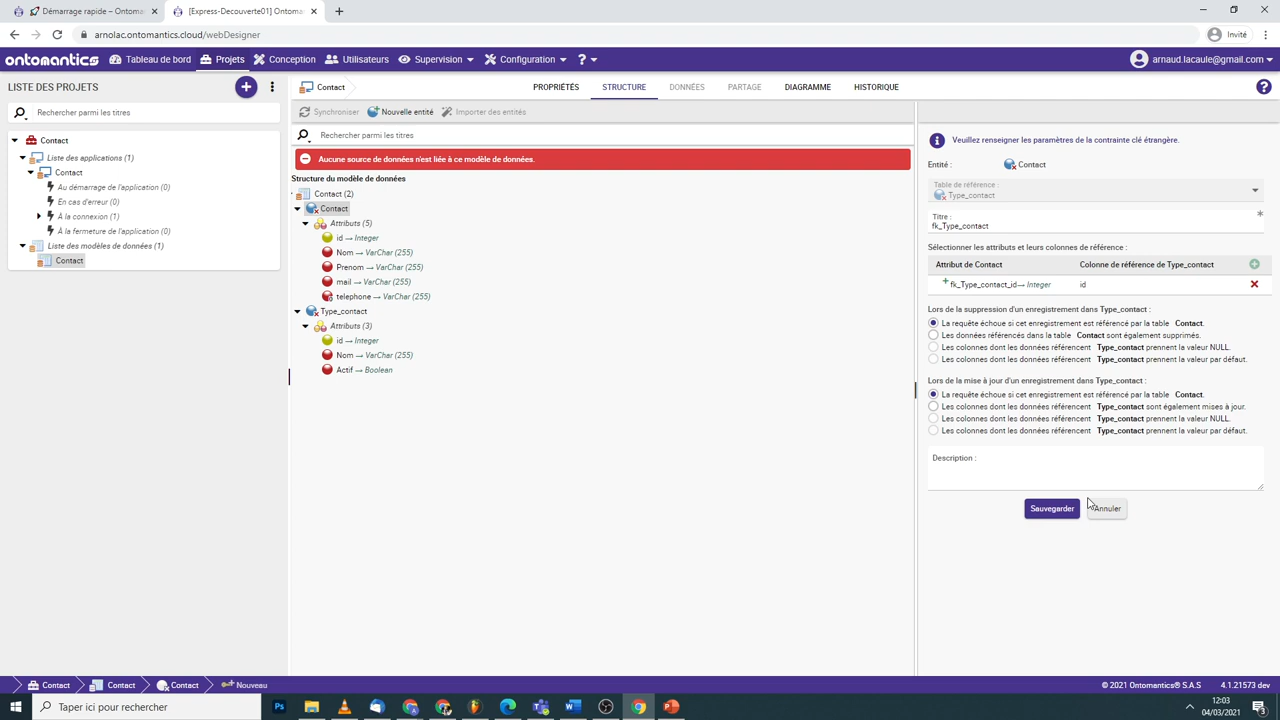 Démarrage rapide – Ontoma
[Express-Decouverte01] Ontoma
arnolac.ontomantics.cloud/webDesigner
Invité
ontomantics
Tableau de bord
Projets
Conception
Utilisateurs
Supervision
Configuration
?
arnaud.lacaule@gmail.com
LISTE DES PROJETS
Contact
PROPRIÉTÉS
STRUCTURE
DONNÉES
PARTAGE
DIAGRAMME
HISTORIQUE
Rechercher parmi les titres
Contact
Liste des applications (1)
Contact
Au démarrage de l'application (0)
En cas d'erreur (0)
À la connexion (1)
À la fermeture de l'application (0)
Liste des modèles de données (1)
Contact
Synchroniser
Nouvelle entité
Importer des entités
Rechercher parmi les titres
Aucune source de données n'est liée à ce modèle de données.
Structure du modèle de données
Contact (2)
Contact
Attributs (5)
id → Integer
Nom → VarChar (255)
Prenom → VarChar (255)
mail → VarChar (255)
telephone → VarChar (255)
Type_contact
Attributs (3)
id → Integer
Nom → VarChar (255)
Actif → Boolean
Veuillez renseigner les paramètres de la contrainte clé étrangère.
Entité : Contact
Table de référence :
Type_contact
Titre : *
fk_Type_contact
Sélectionner les attributs et leurs colonnes de référence :
Attribut de Contact Colonne de référence de Type_contact
fk_Type_contact_id → Integer id
Lors de la suppression d'un enregistrement dans Type_contact :
La requête échoue si cet enregistrement est référencé par la table Contact.
Les données référencés dans la table Contact sont également supprimés.
Les colonnes dont les données référencent Type_contact prennent la valeur NULL.
Les colonnes dont les données référencent Type_contact prennent la valeur par défaut.
Lors de la mise à jour d'un enregistrement dans Type_contact :
La requête échoue si cet enregistrement est référencé par la table Contact.
Les colonnes dont les données référencent Type_contact sont également mises à jour.
Les colonnes dont les données référencent Type_contact prennent la valeur NULL.
Les colonnes dont les données référencent Type_contact prennent la valeur par défaut.
Description :
Sauvegarder
Annuler
Contact
Contact
Contact
Nouveau
© 2021 Ontomantics S.A.S
4.1.21573 dev
Taper ici pour rechercher
12:03
04/03/2021